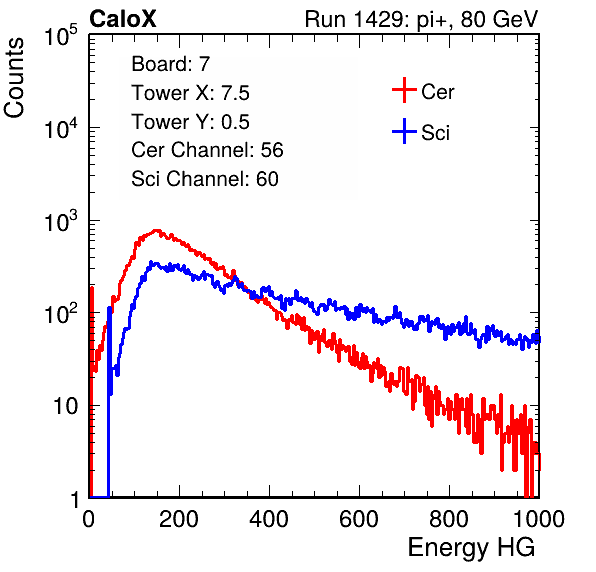 CaloX Run 1429: pi+, 80 GeV
Counts
Board: 7
Tower X: 7.5
Tower Y: 0.5
Cer Channel: 56
Sci Channel: 60
Cer
Sci
10^5
10^4
10^3
10^2
10
1
0 200 400 600 800 1000
Energy HG